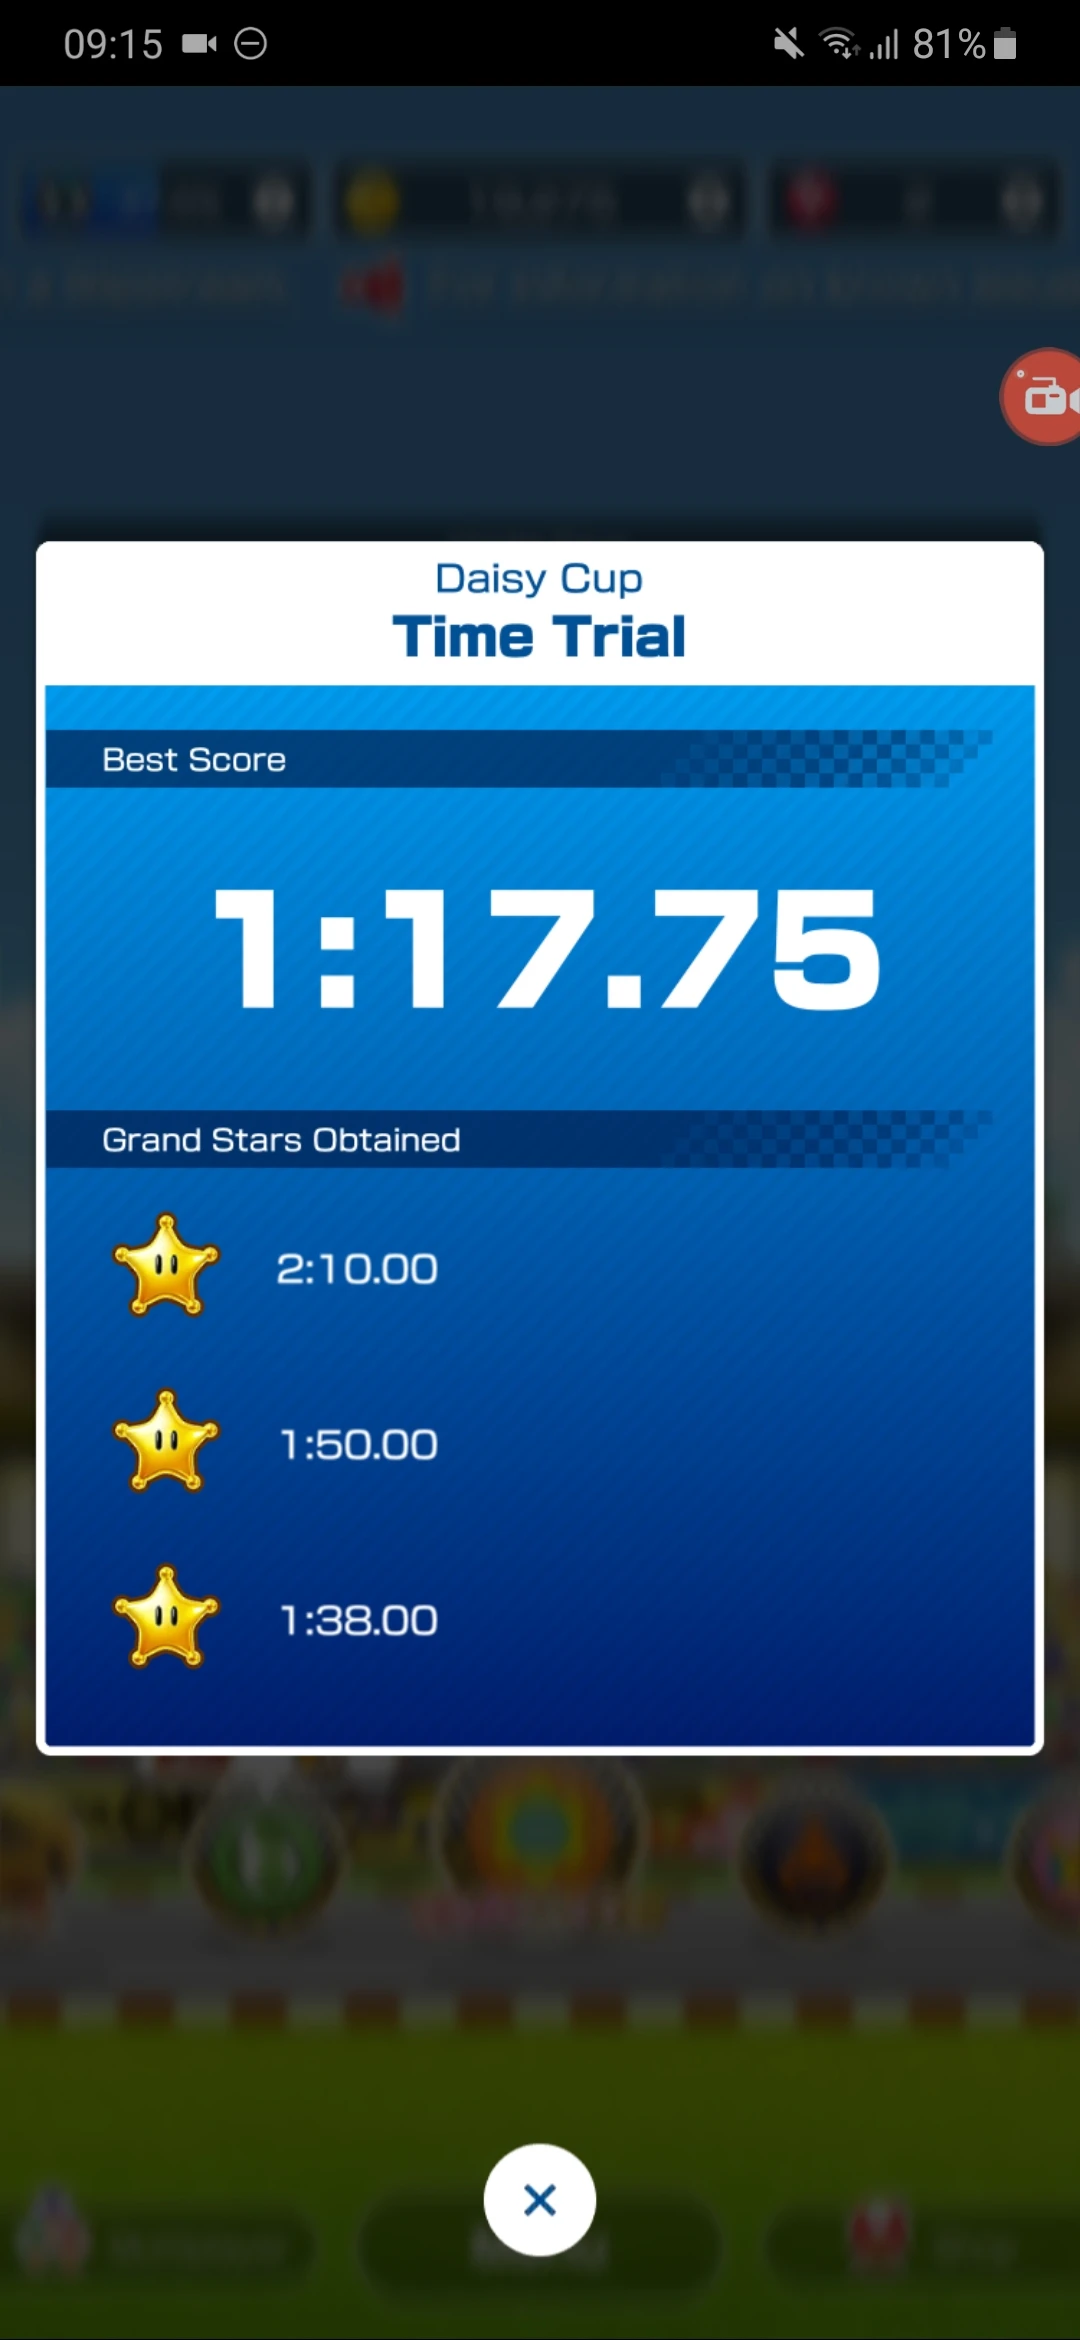 09:15
81%
Daisy Cup
Time Trial
Best Score
1:17.75
Grand Stars Obtained
2:10.00
1:50.00
1:38.00